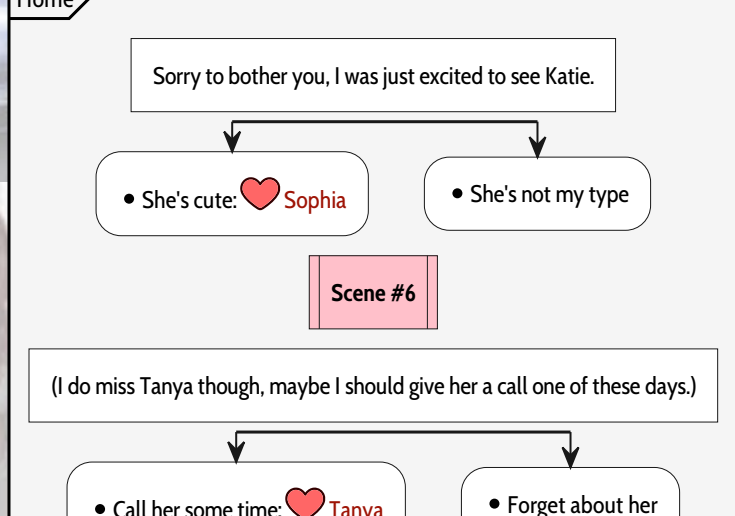 Home
Sorry to bother you, I was just excited to see Katie.
• She's cute: Sophia
• She's not my type
Scene #6
(I do miss Tanya though, maybe I should give her a call one of these days.)
• Call her some time: Tanya
• Forget about her